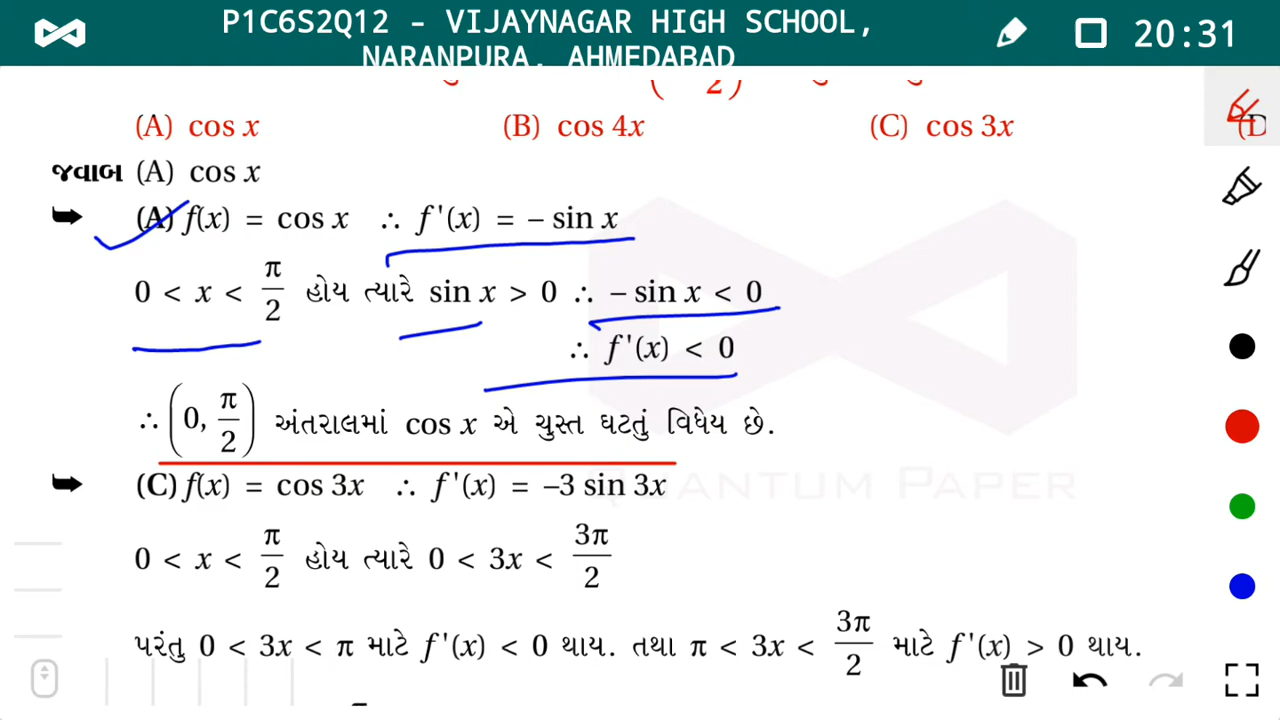 P1C6S2Q12 - VIJAYNAGAR HIGH SCHOOL, NARANPURA, AHMEDABAD
20:31
(A) cos x (B) cos 4x (C) cos 3x (D
જવાબ (A) cos x
➥ (A) f(x) = cos x ∴ f'(x) = – sin x
0 < x < π/2 હોય ત્યારે sin x > 0 ∴ – sin x < 0
∴ f'(x) < 0
∴ (0, π/2) અંતરાલમાં cos x એ ચુસ્ત ઘટતું વિધેય છે.
➥ (C) f(x) = cos 3x ∴ f'(x) = –3 sin 3x
0 < x < π/2 હોય ત્યારે 0 < 3x < 3π/2
પરંતુ 0 < 3x < π માટે f'(x) < 0 થાય. તથા π < 3x < 3π/2 માટે f'(x) > 0 થાય.
QUANTUM PAPER